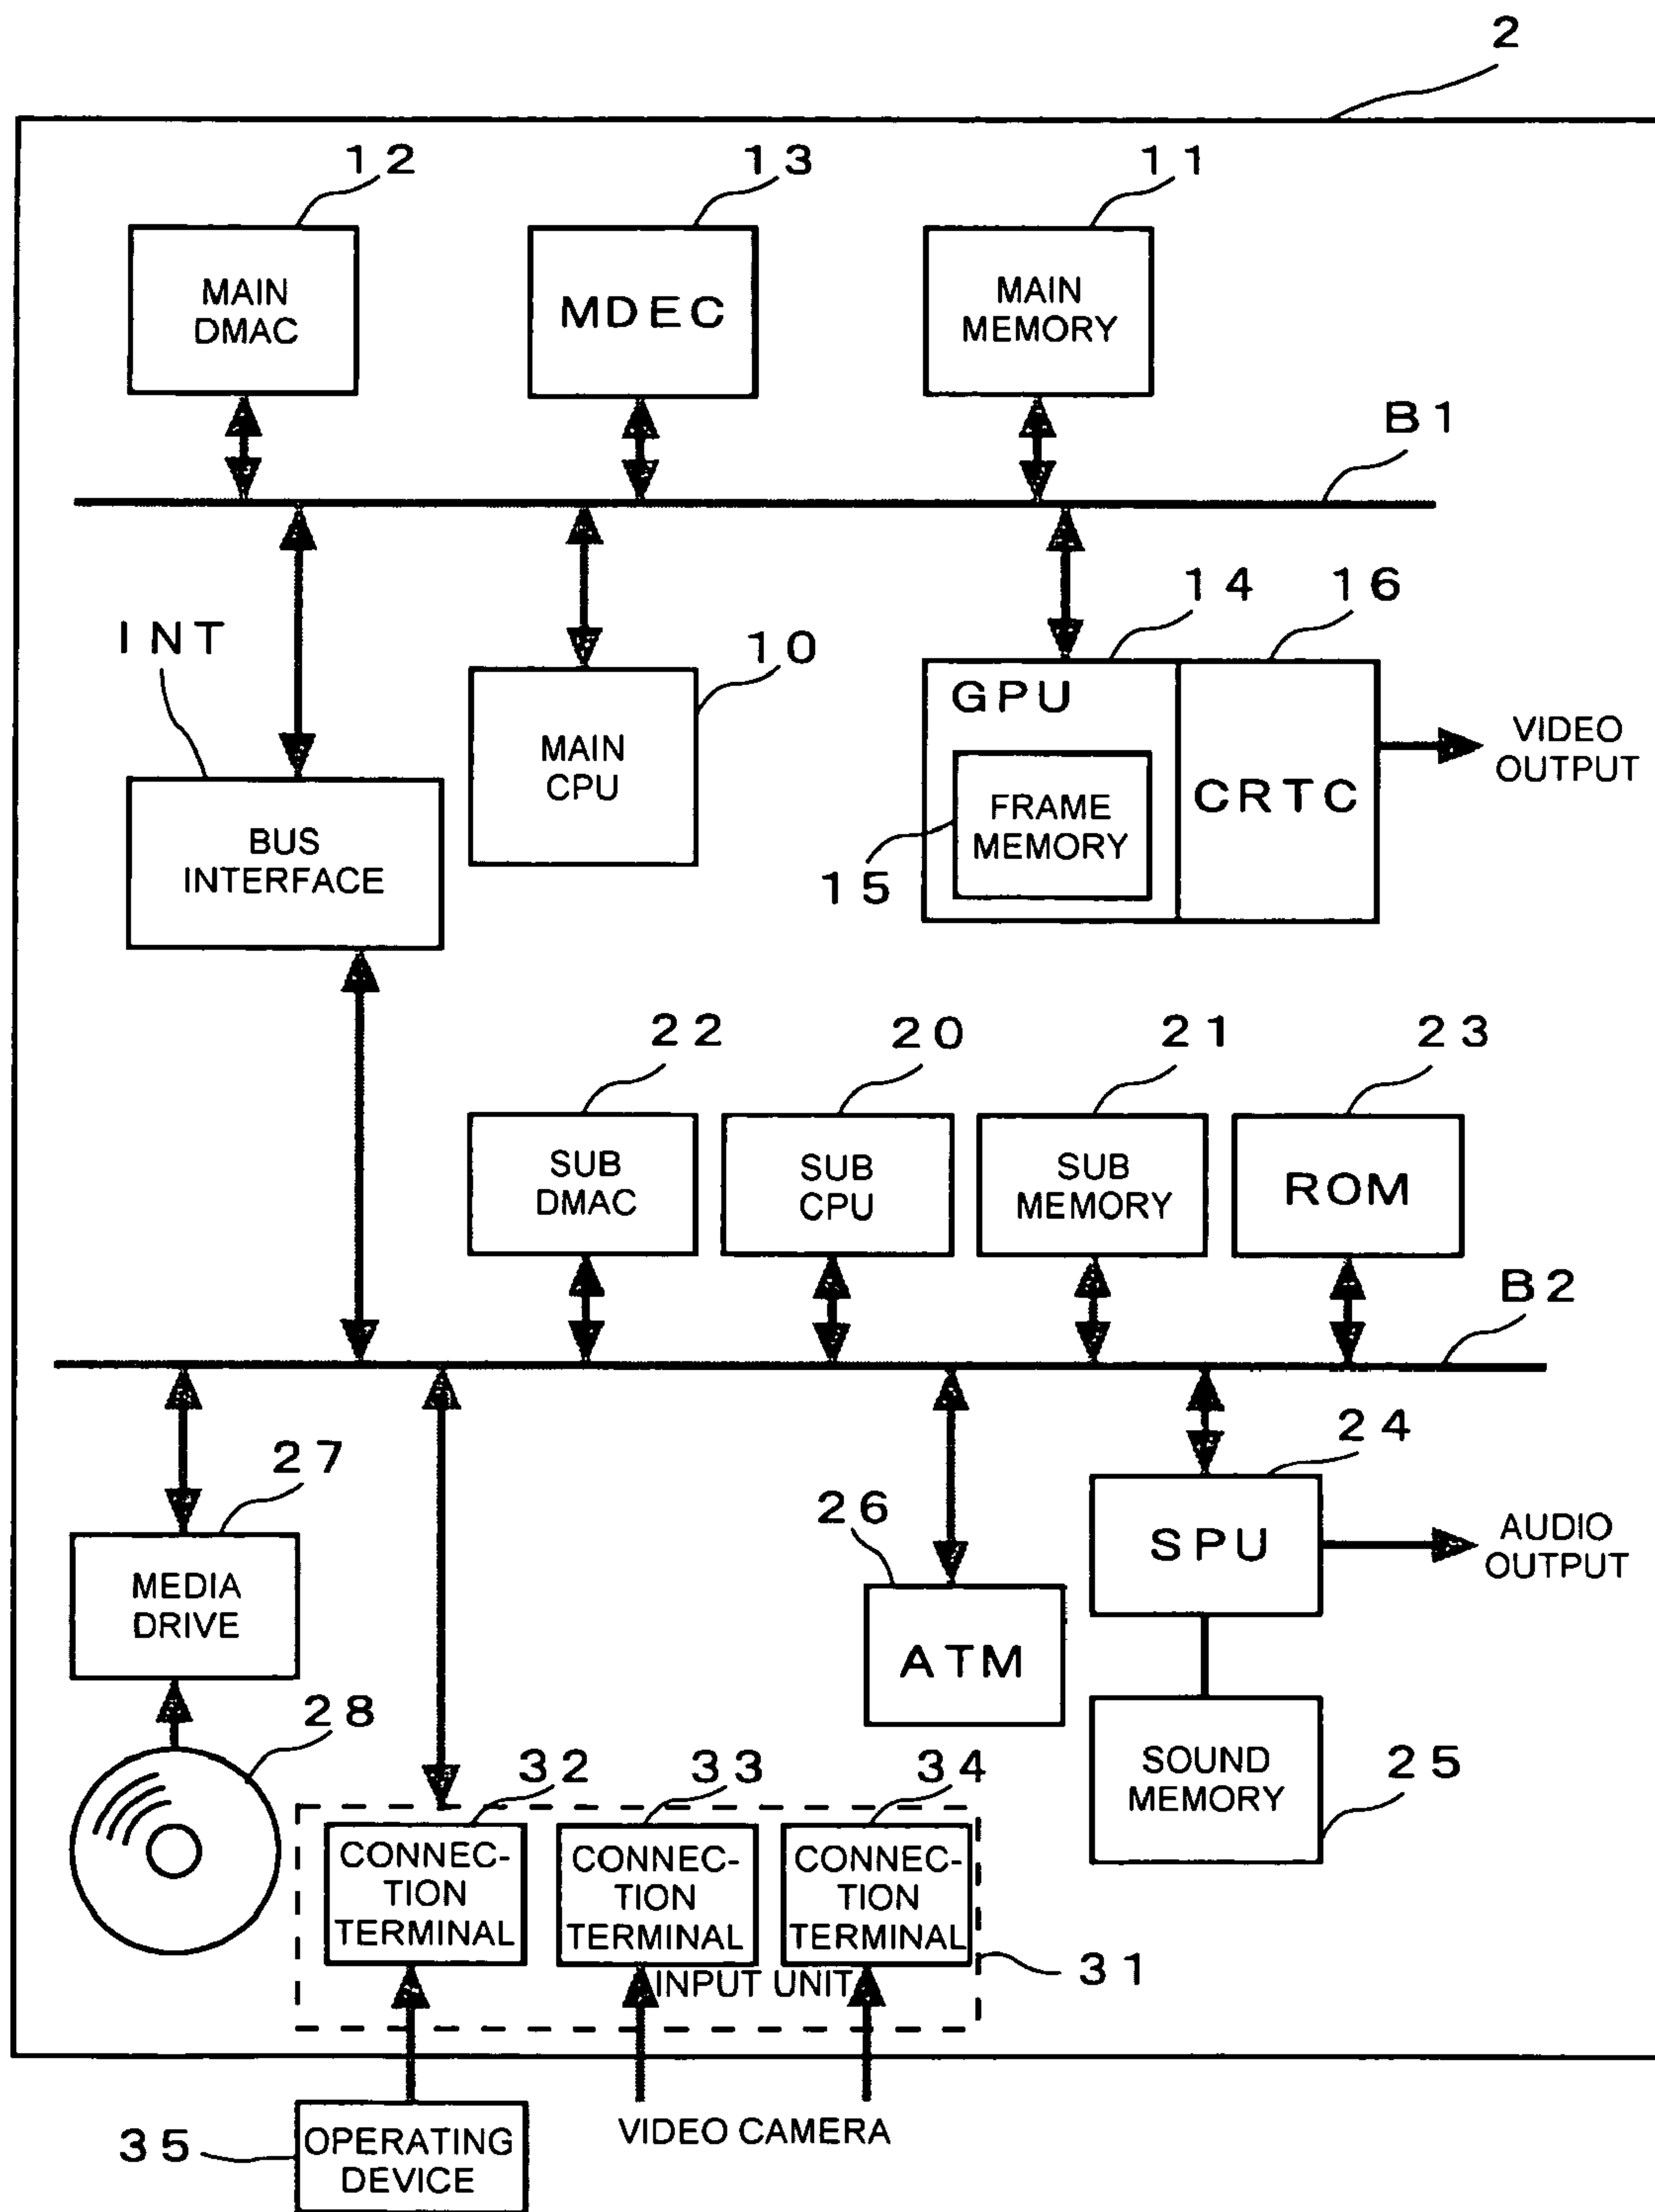 2
12
13
11
MAIN
DMAC
MDEC
MAIN
MEMORY
B1
INT
10
14
16
MAIN
CPU
GPU
FRAME
MEMORY
15
CRTC
VIDEO
OUTPUT
BUS
INTERFACE
22
20
21
23
SUB
DMAC
SUB
CPU
SUB
MEMORY
ROM
B2
27
26
24
MEDIA
DRIVE
ATM
SPU
AUDIO
OUTPUT
28
32
33
34
SOUND
MEMORY
25
CONNEC-
TION
TERMINAL
CONNEC-
TION
TERMINAL
CONNEC-
TION
TERMINAL
INPUT UNIT
31
35
OPERATING
DEVICE
VIDEO CAMERA